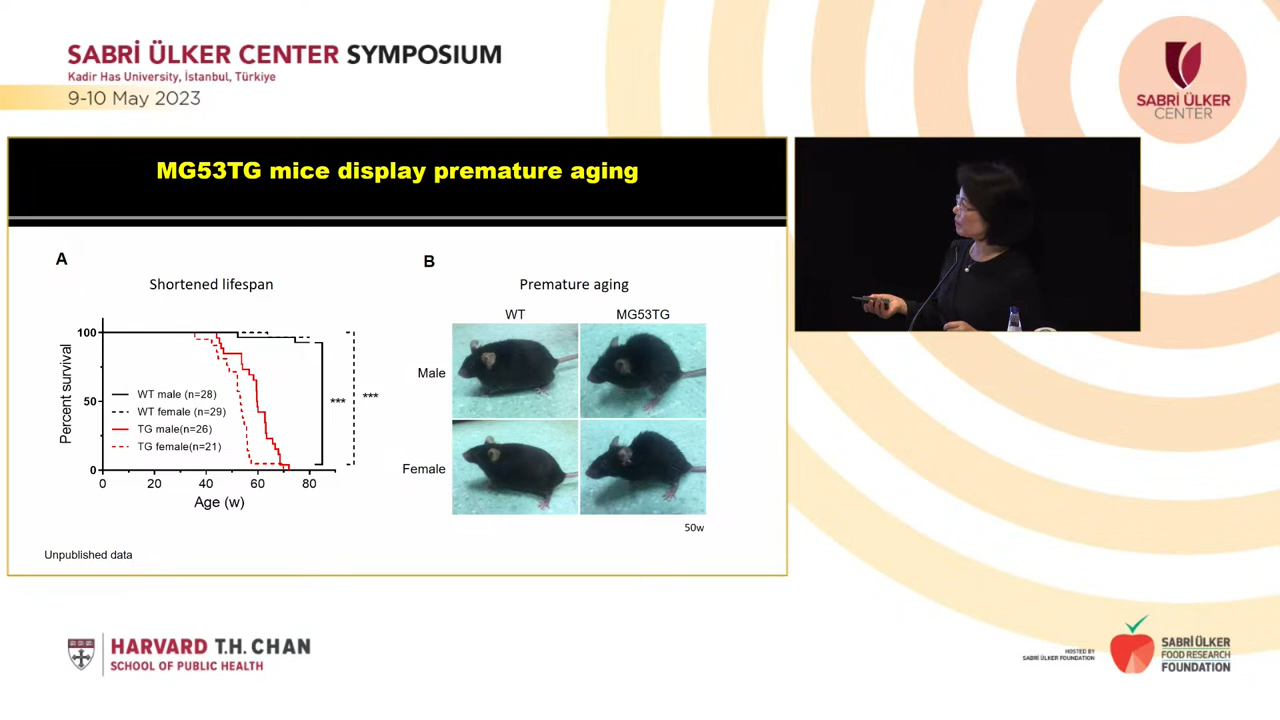 SABRİ ÜLKER CENTER SYMPOSIUM
Kadir Has University, İstanbul, Türkiye
9-10 May 2023
SABRİ ÜLKER
CENTER
MG53TG mice display premature aging
A
Shortened lifespan
Percent survival
100
50
0
WT male (n=28)
WT female (n=29)
TG male(n=26)
TG female(n=21)
***
***
0 20 40 60 80
Age (w)
B
Premature aging
WT MG53TG
Male
Female
50w
Unpublished data
HARVARD T.H. CHAN
SCHOOL OF PUBLIC HEALTH
HOSTED BY
SABRİ ÜLKER FOUNDATION
SABRİ ÜLKER
FOOD RESEARCH
FOUNDATION